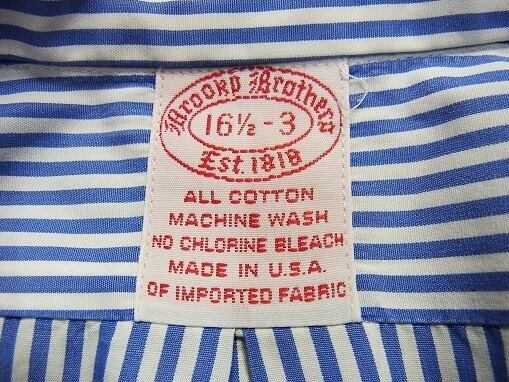 Brooks Brothers
16½-3
Est. 1818
ALL COTTON
MACHINE WASH
NO CHLORINE BLEACH
MADE IN U.S.A.
OF IMPORTED FABRIC